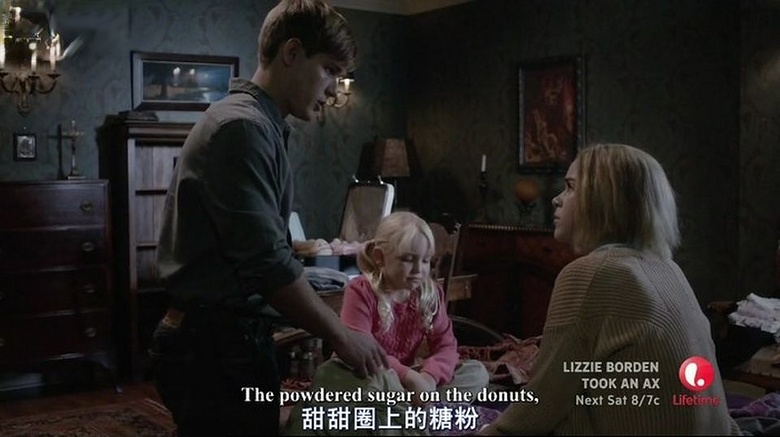 LIZZIE BORDEN
TOOK AN AX
Next Sat 8/7c
Lifetime
The powdered sugar on the donuts,
甜甜圈上的糖粉